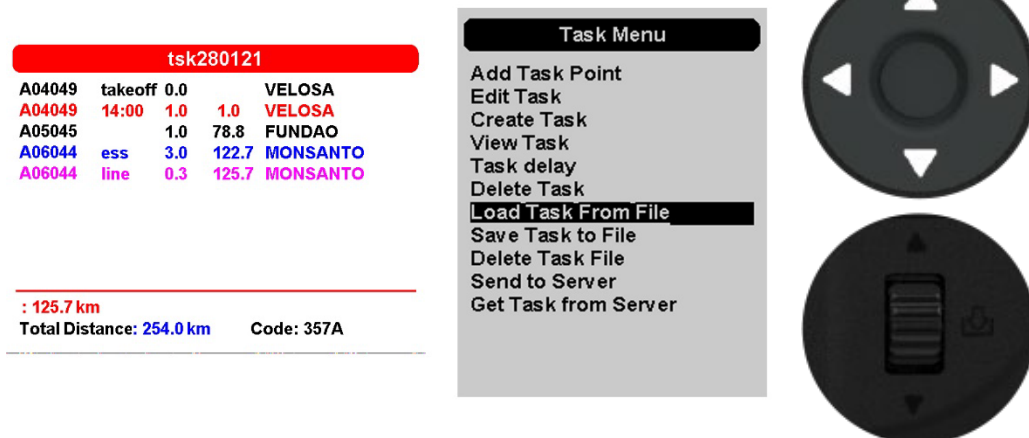 tsk280121
A04049 takeoff 0.0 VELOSA
A04049 14:00 1.0 1.0 VELOSA
A05045 1.0 78.8 FUNDAO
A06044 ess 3.0 122.7 MONSANTO
A06044 line 0.3 125.7 MONSANTO
: 125.7 km
Total Distance: 254.0 km Code: 357A
Task Menu
Add Task Point
Edit Task
Create Task
View Task
Task delay
Delete Task
Load Task From File
Save Task to File
Delete Task File
Send to Server
Get Task from Server